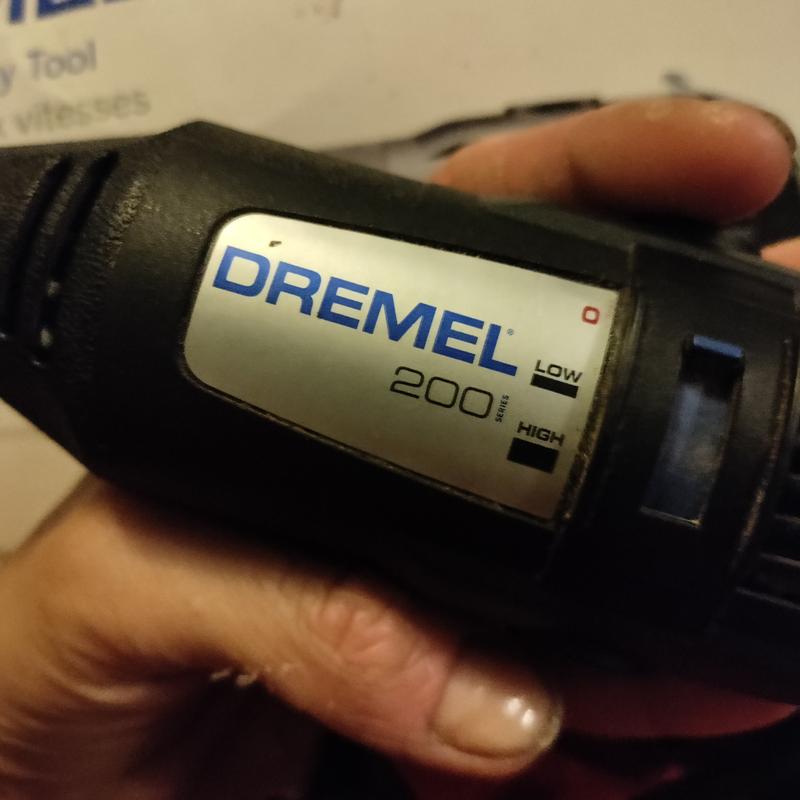 y Tool
vitesses
DREMEL®
200 SERIES
O
LOW
HIGH